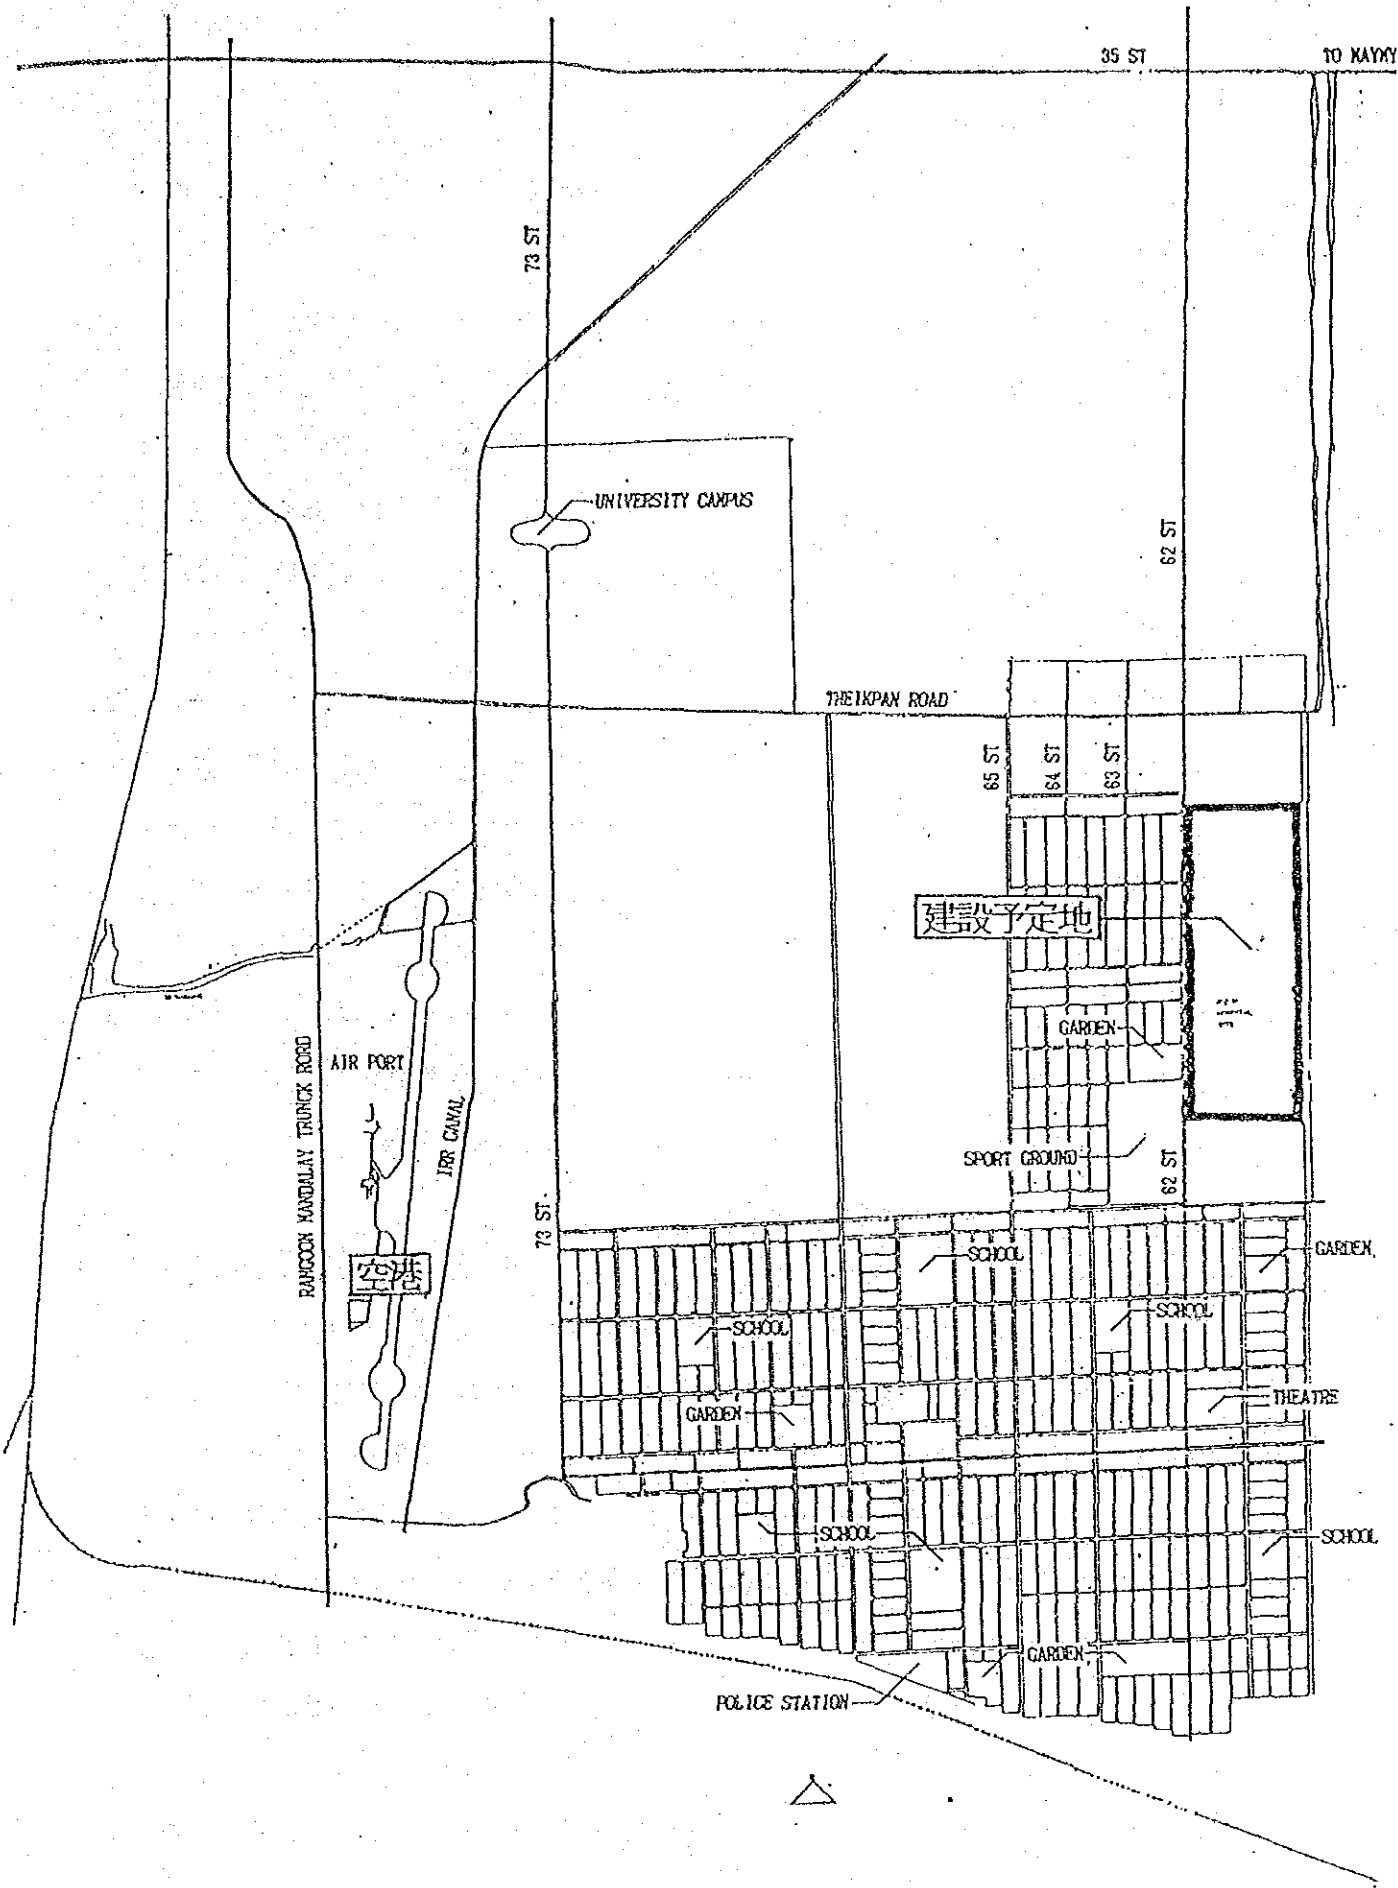 35 ST
TO MAYMY
73 ST
UNIVERSITY CAMPUS
62 ST
THEIKPAN ROAD
65 ST
64 ST
63 ST
建設予定地
GARDEN
AIR PORT
RANGOON MANDALAY TRUNCK RORD
IRR CANAL
SPORT GROUND
62 ST
73 ST.
空港
SCHOOL
GARDEN
SCHOOL
SCHOOL
GARDEN
THEATRE
SCHOOL
SCHOOL
GARDEN
POLICE STATION